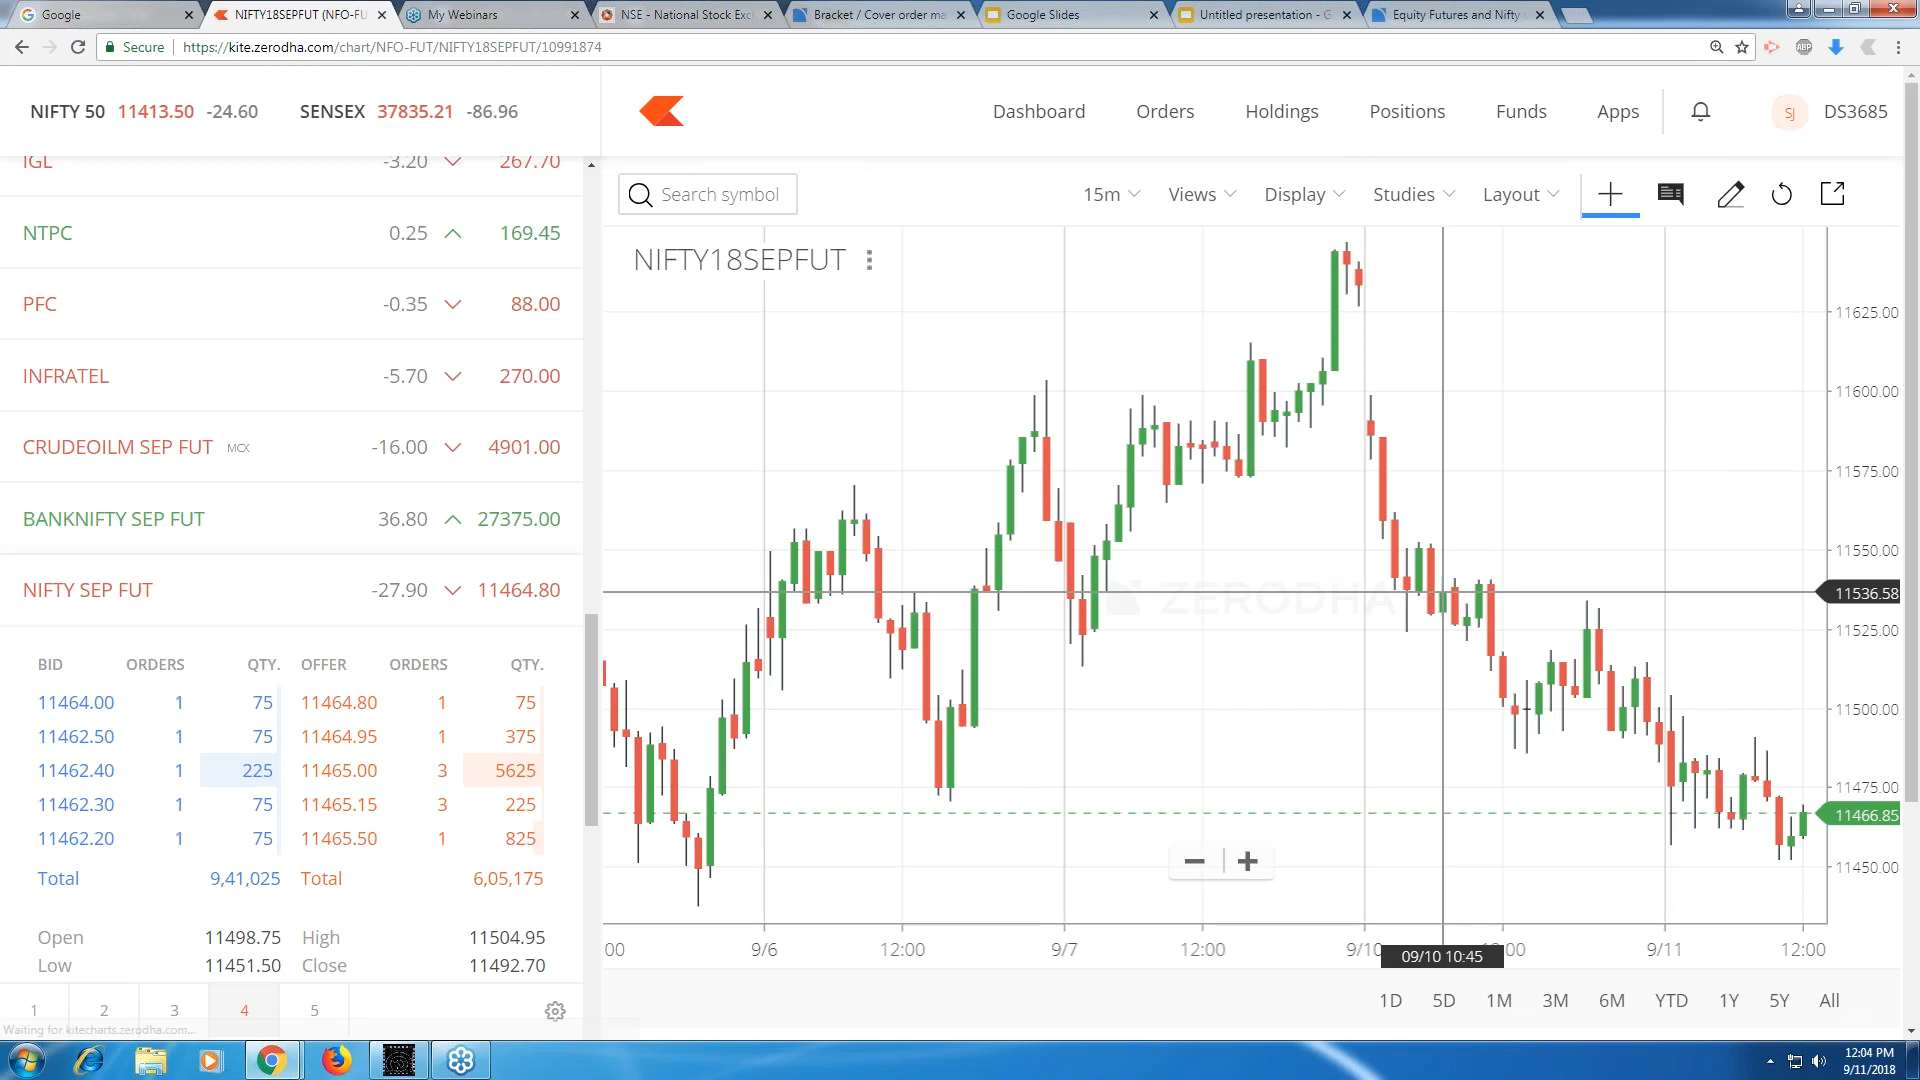 Google
NIFTY18SEPFUT (NFO-FU
My Webinars
NSE - National Stock Exc
Bracket / Cover order ma
Google Slides
Untitled presentation - G
Equity Futures and Nifty
Secure
https://kite.zerodha.com/chart/NFO-FUT/NIFTY18SEPFUT/10991874
ABP
NIFTY 50 11413.50 -24.60 SENSEX 37835.21 -86.96
Dashboard Orders Holdings Positions Funds Apps
SJ DS3685
IGL -3.20 267.70
NTPC 0.25 169.45
PFC -0.35 88.00
INFRATEL -5.70 270.00
CRUDEOILM SEP FUT MCX -16.00 4901.00
BANKNIFTY SEP FUT 36.80 27375.00
NIFTY SEP FUT -27.90 11464.80
BID ORDERS QTY. OFFER ORDERS QTY.
11464.00 1 75 11464.80 1 75
11462.50 1 75 11464.95 1 375
11462.40 1 225 11465.00 3 5625
11462.30 1 75 11465.15 3 225
11462.20 1 75 11465.50 1 825
Total 9,41,025 Total 6,05,175
Open 11498.75 High 11504.95
Low 11451.50 Close 11492.70
1 2 3 4 5
Waiting for kitecharts.zerodha.com...
Search symbol
15m Views Display Studies Layout
NIFTY18SEPFUT
ZERODHA
11625.00
11600.00
11575.00
11550.00
11536.58
11525.00
11500.00
11475.00
11466.85
11450.00
00 9/6 12:00 9/7 12:00 9/10 00 9/11 12:00
09/10 10:45
1D 5D 1M 3M 6M YTD 1Y 5Y All
12:04 PM
9/11/2018